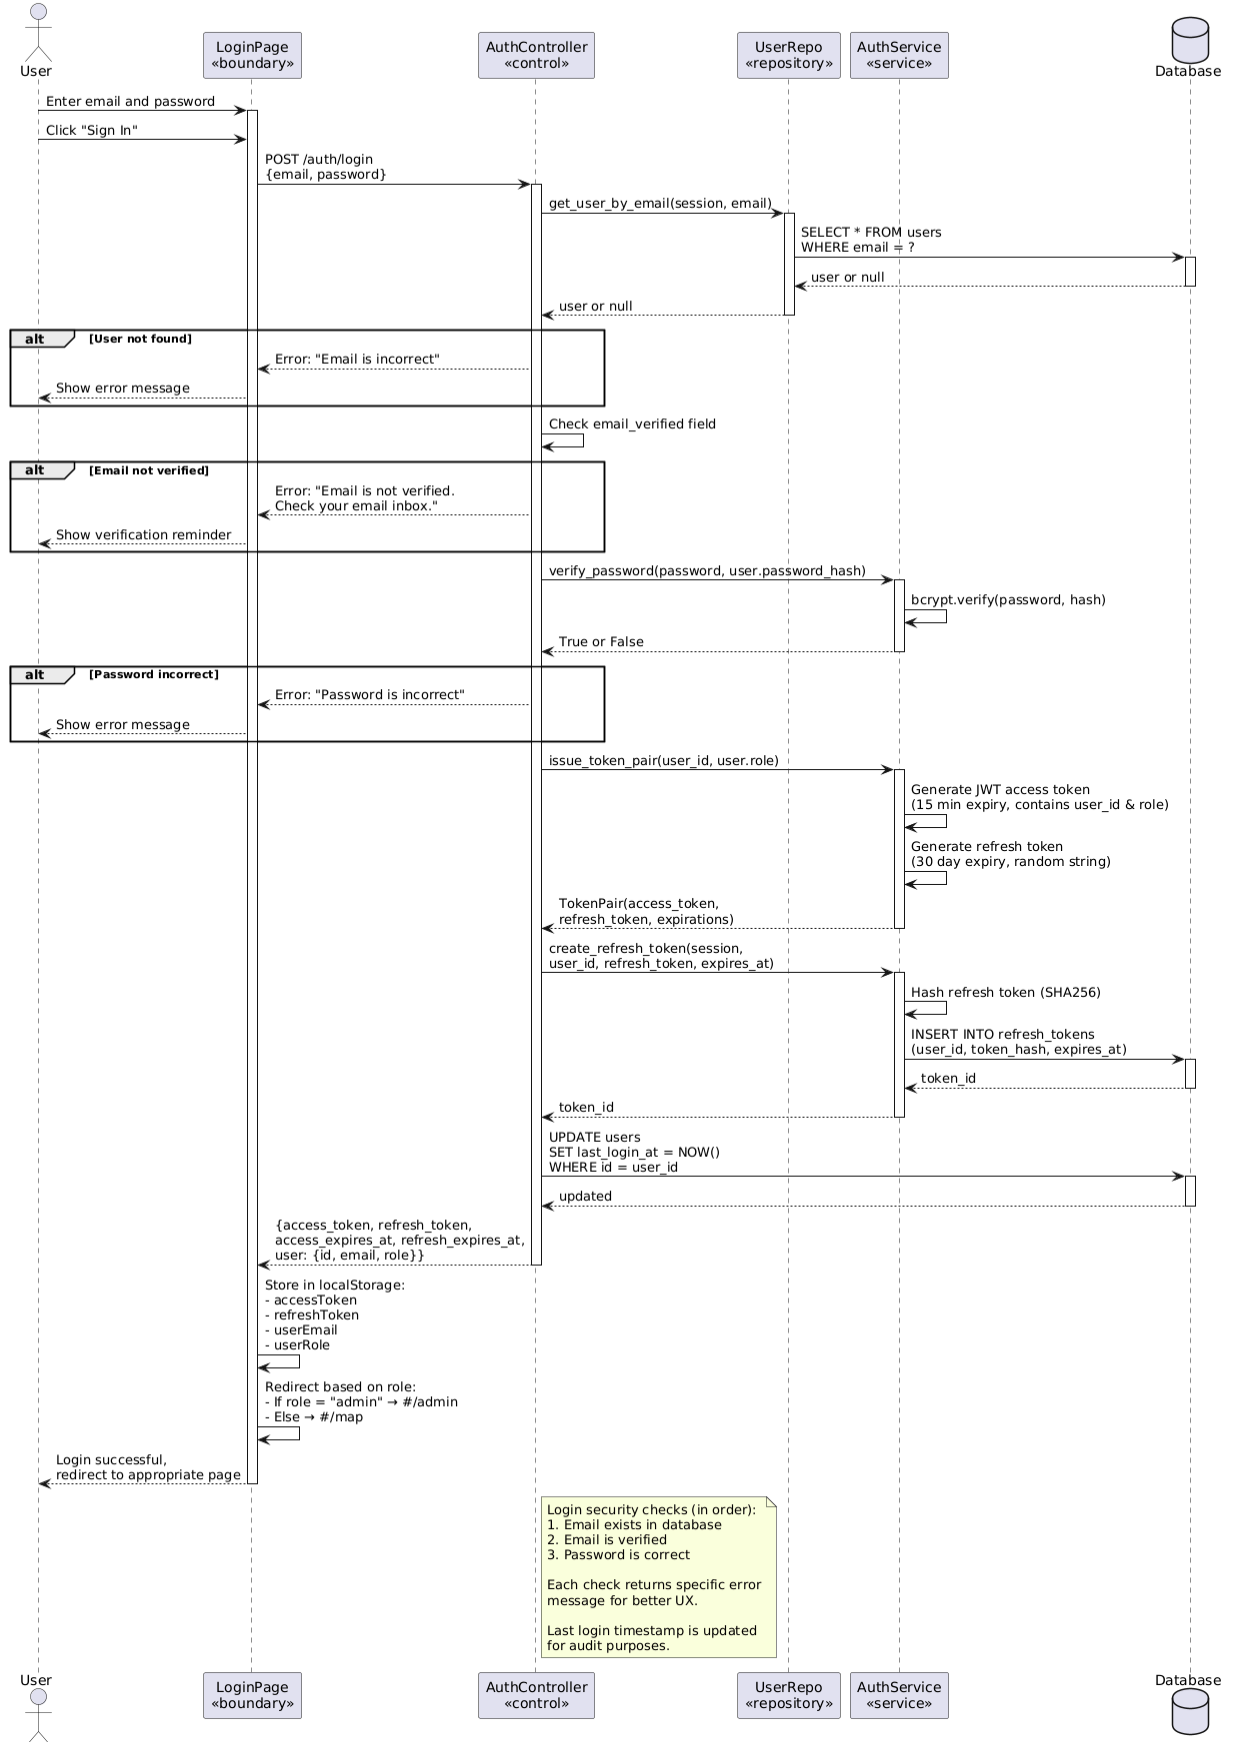 User
LoginPage
«boundary»
AuthController
«control»
UserRepo
«repository»
AuthService
«service»
Database
Enter email and password
Click "Sign In"
POST /auth/login
{email, password}
get_user_by_email(session, email)
SELECT * FROM users
WHERE email = ?
user or null
user or null
alt
[User not found]
Error: "Email is incorrect"
Show error message
Check email_verified field
alt
[Email not verified]
Error: "Email is not verified.
Check your email inbox."
Show verification reminder
verify_password(password, user.password_hash)
bcrypt.verify(password, hash)
True or False
alt
[Password incorrect]
Error: "Password is incorrect"
Show error message
issue_token_pair(user_id, user.role)
Generate JWT access token
(15 min expiry, contains user_id & role)
Generate refresh token
(30 day expiry, random string)
TokenPair(access_token,
refresh_token, expirations)
create_refresh_token(session,
user_id, refresh_token, expires_at)
Hash refresh token (SHA256)
INSERT INTO refresh_tokens
(user_id, token_hash, expires_at)
token_id
token_id
UPDATE users
SET last_login_at = NOW()
WHERE id = user_id
updated
{access_token, refresh_token,
access_expires_at, refresh_expires_at,
user: {id, email, role}}
Store in localStorage:
- accessToken
- refreshToken
- userEmail
- userRole
Redirect based on role:
- If role = "admin" → #/admin
- Else → #/map
Login successful,
redirect to appropriate page
Login security checks (in order):
1. Email exists in database
2. Email is verified
3. Password is correct
Each check returns specific error
message for better UX.
Last login timestamp is updated
for audit purposes.
User
LoginPage
«boundary»
AuthController
«control»
UserRepo
«repository»
AuthService
«service»
Database